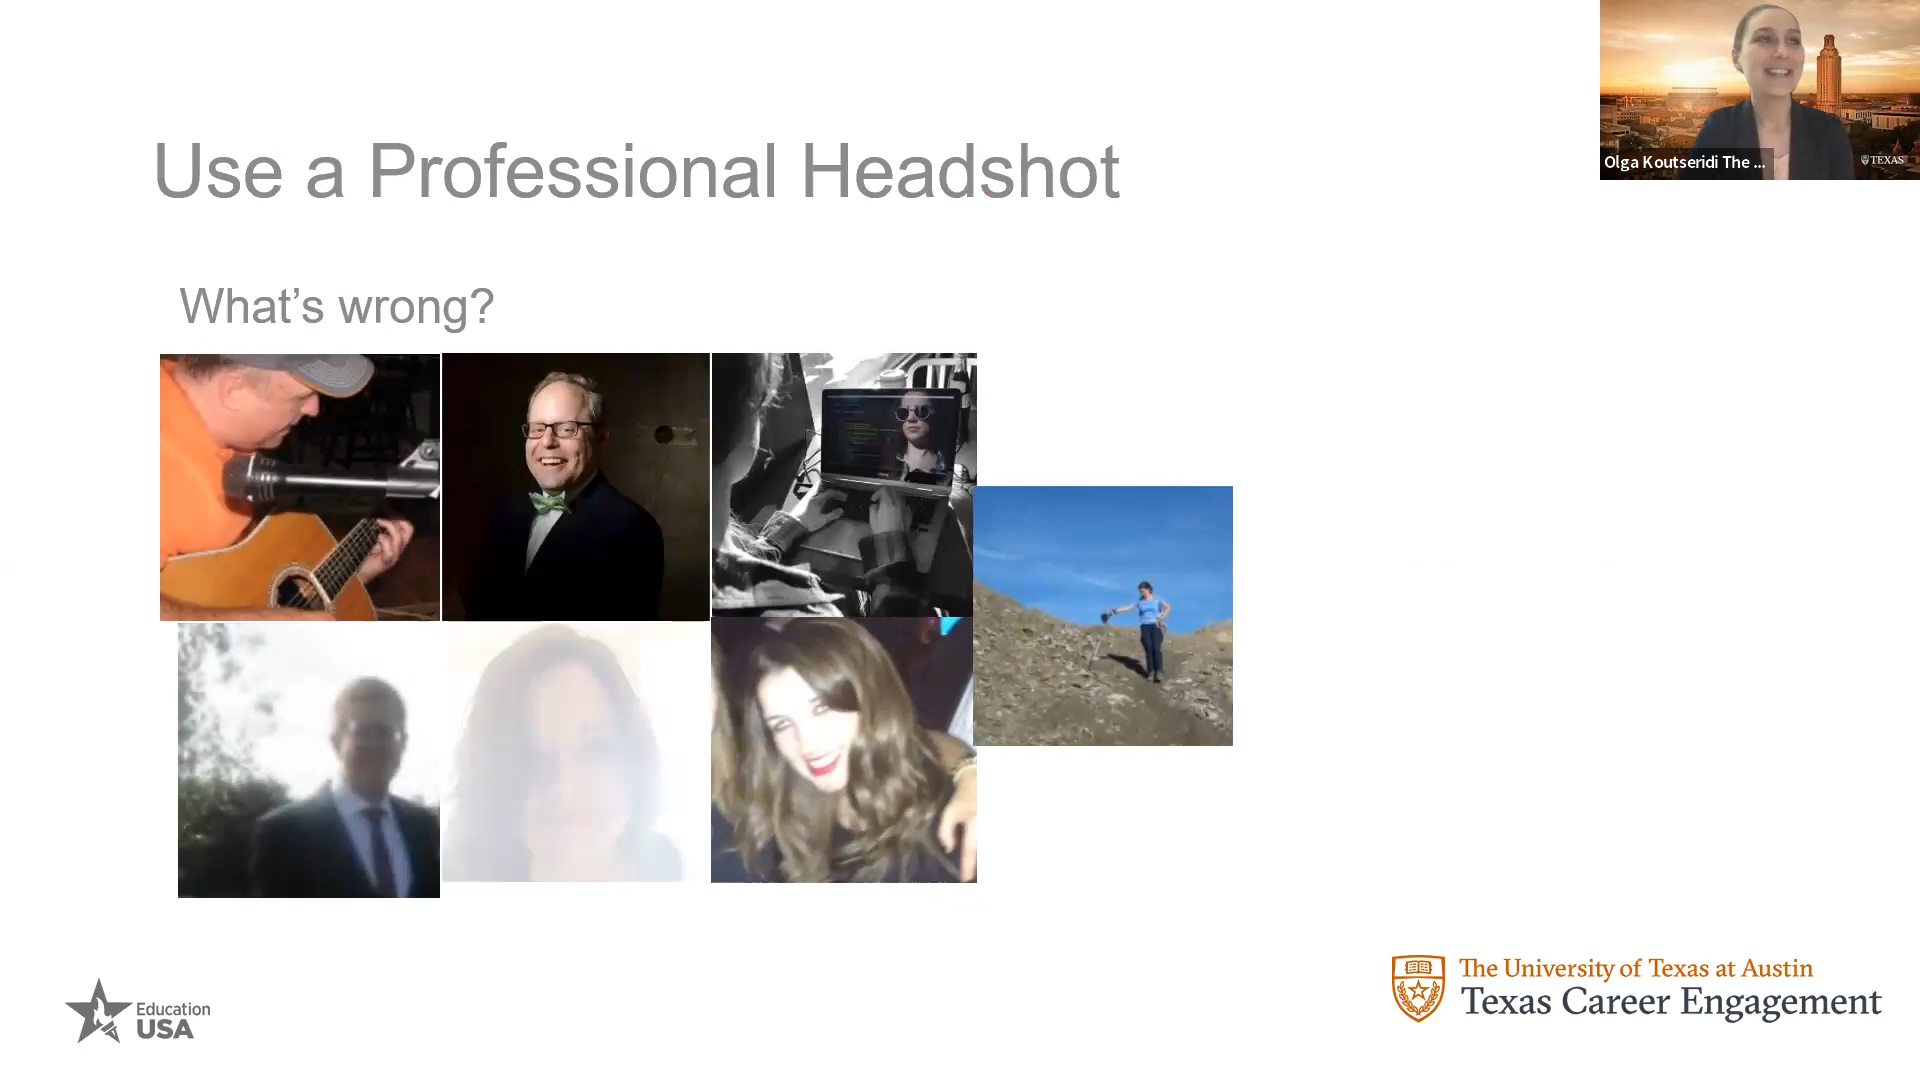 Use a Professional Headshot
What’s wrong?
Olga Koutseridi The ...
TEXAS
Education
USA
The University of Texas at Austin
Texas Career Engagement